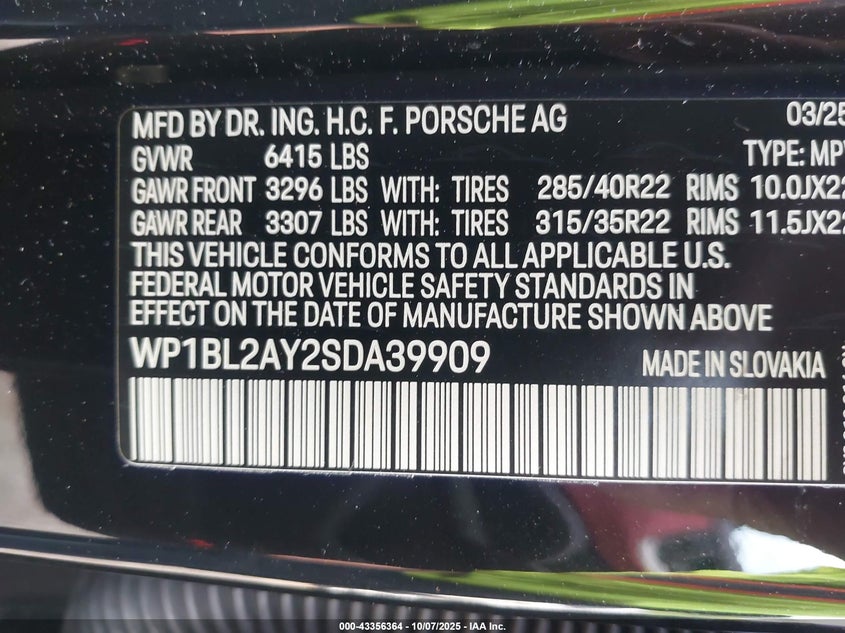 MFD BY DR. ING. H.C. F. PORSCHE AG 03/25
GVWR 6415 LBS TYPE: MPV
GAWR FRONT 3296 LBS WITH: TIRES 285/40R22 RIMS 10.0JX22
GAWR REAR 3307 LBS WITH: TIRES 315/35R22 RIMS 11.5JX22
THIS VEHICLE CONFORMS TO ALL APPLICABLE U.S.
FEDERAL MOTOR VEHICLE SAFETY STANDARDS IN
EFFECT ON THE DATE OF MANUFACTURE SHOWN ABOVE
WP1BL2AY2SDA39909 MADE IN SLOVAKIA
000-43356364 - 10/07/2025 - IAA Inc.